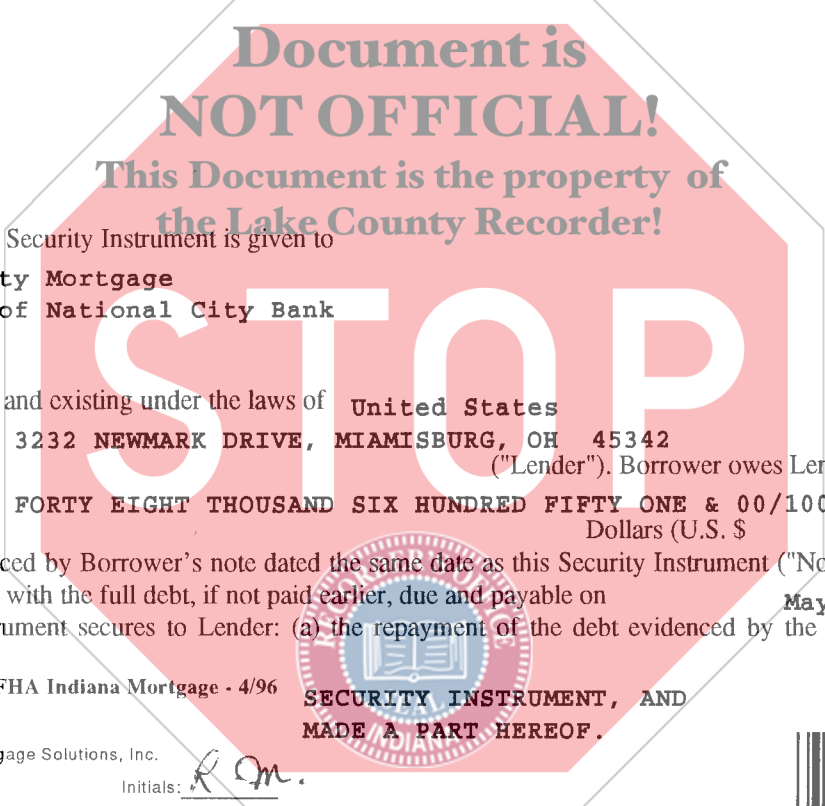 Document is
NOT OFFICIAL!
This Document is the property of
the Lake County Recorder!
Security Instrument is given to
ty Mortgage
of National City Bank
STOP
and existing under the laws of United States
3232 NEWMARK DRIVE, MIAMISBURG, OH 45342
("Lender"). Borrower owes Len
FORTY EIGHT THOUSAND SIX HUNDRED FIFTY ONE & 00/100
Dollars (U.S. $
ced by Borrower's note dated the same date as this Security Instrument ("No
with the full debt, if not paid earlier, due and payable on May
rument secures to Lender: (a) the repayment of the debt evidenced by the
RECORDER'S OFFICE
SEAL
INDIANA
FHA Indiana Mortgage - 4/96
SECURITY INSTRUMENT, AND
MADE A PART HEREOF.
gage Solutions, Inc.
Initials: R M.